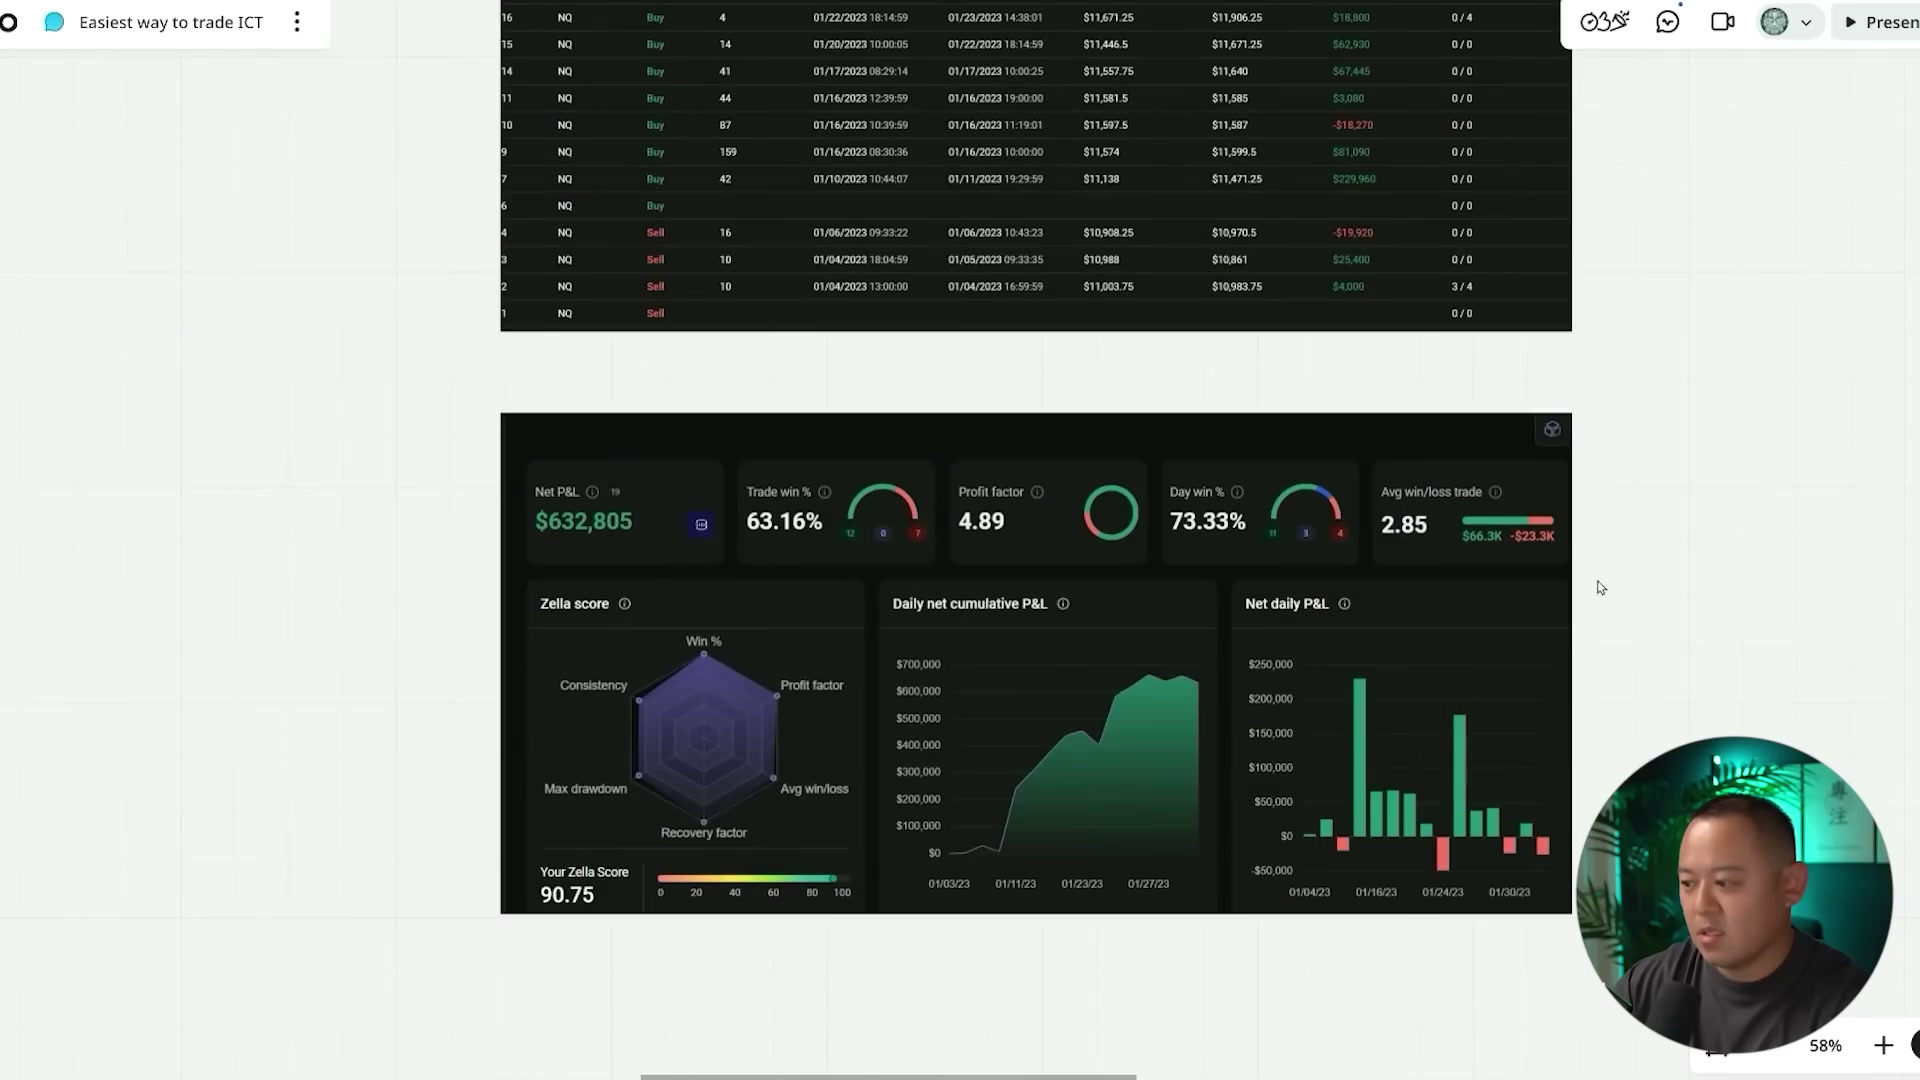 Easiest way to trade ICT
Presen
16 NQ Buy 4 01/22/2023 18:14:59 01/23/2023 14:38:01 $11,671.25 $11,906.25 $18,800 0 / 4
15 NQ Buy 14 01/20/2023 10:00:05 01/22/2023 18:14:59 $11,446.5 $11,671.25 $62,930 0 / 0
14 NQ Buy 41 01/17/2023 08:29:14 01/17/2023 10:00:25 $11,557.75 $11,640 $67,445 0 / 0
11 NQ Buy 44 01/16/2023 12:39:59 01/16/2023 19:00:00 $11,581.5 $11,585 $3,080 0 / 0
10 NQ Buy 87 01/16/2023 10:39:59 01/16/2023 11:19:01 $11,597.5 $11,587 -$18,270 0 / 0
9 NQ Buy 159 01/16/2023 08:30:36 01/16/2023 10:00:00 $11,574 $11,599.5 $81,090 0 / 0
7 NQ Buy 42 01/10/2023 10:44:07 01/11/2023 19:29:59 $11,138 $11,471.25 $229,960 0 / 0
6 NQ Buy 0 / 0
4 NQ Sell 16 01/06/2023 09:33:22 01/06/2023 10:43:23 $10,908.25 $10,970.5 -$19,920 0 / 0
3 NQ Sell 10 01/04/2023 18:04:59 01/05/2023 09:33:35 $10,988 $10,861 $25,400 0 / 0
2 NQ Sell 10 01/04/2023 13:00:00 01/04/2023 16:59:59 $11,003.75 $10,983.75 $4,000 3 / 4
1 NQ Sell 0 / 0
Net P&L 19
$632,805
Trade win %
63.16%
12 0 7
Profit factor
4.89
Day win %
73.33%
11 3 4
Avg win/loss trade
2.85
$66.3K -$23.3K
Zella score
Win %
Consistency
Profit factor
Max drawdown
Avg win/loss
Recovery factor
Your Zella Score
90.75
0 20 40 60 80 100
Daily net cumulative P&L
$700,000
$600,000
$500,000
$400,000
$300,000
$200,000
$100,000
$0
01/03/23 01/11/23 01/23/23 01/27/23
Net daily P&L
$250,000
$200,000
$150,000
$100,000
$50,000
$0
-$50,000
01/04/23 01/16/23 01/24/23 01/30/23
58%